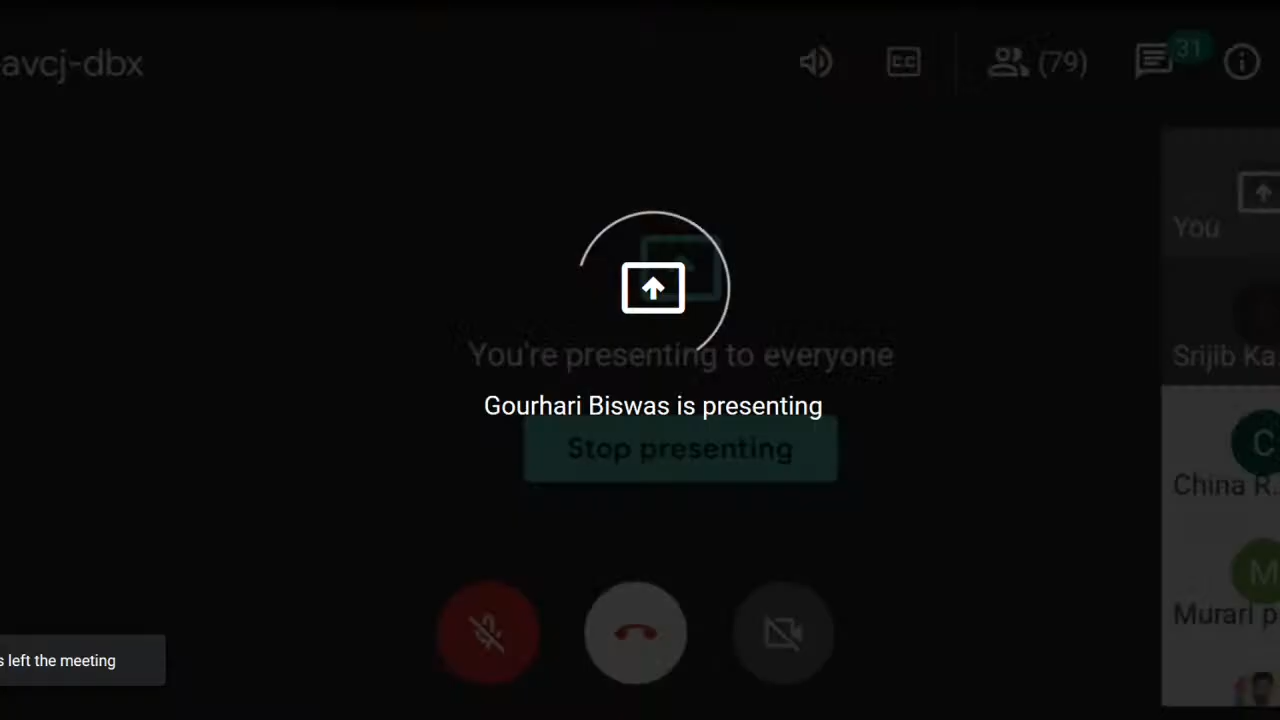 avcj-dbx
CC
(79)
31
You
You're presenting to everyone
Srijib Ka
Gourhari Biswas is presenting
Stop presenting
C
China R..
M
Murari p
s left the meeting